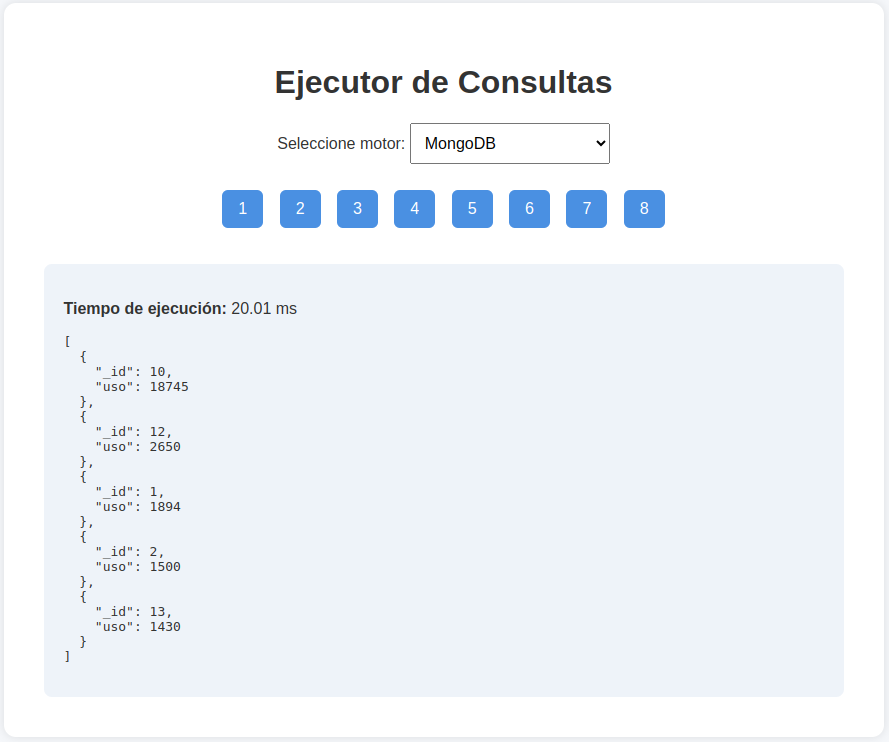 Ejecutor de Consultas
Seleccione motor: MongoDB
1 2 3 4 5 6 7 8
Tiempo de ejecución: 20.01 ms
[
  {
    "_id": 10,
    "uso": 18745
  },
  {
    "_id": 12,
    "uso": 2650
  },
  {
    "_id": 1,
    "uso": 1894
  },
  {
    "_id": 2,
    "uso": 1500
  },
  {
    "_id": 13,
    "uso": 1430
  }
]